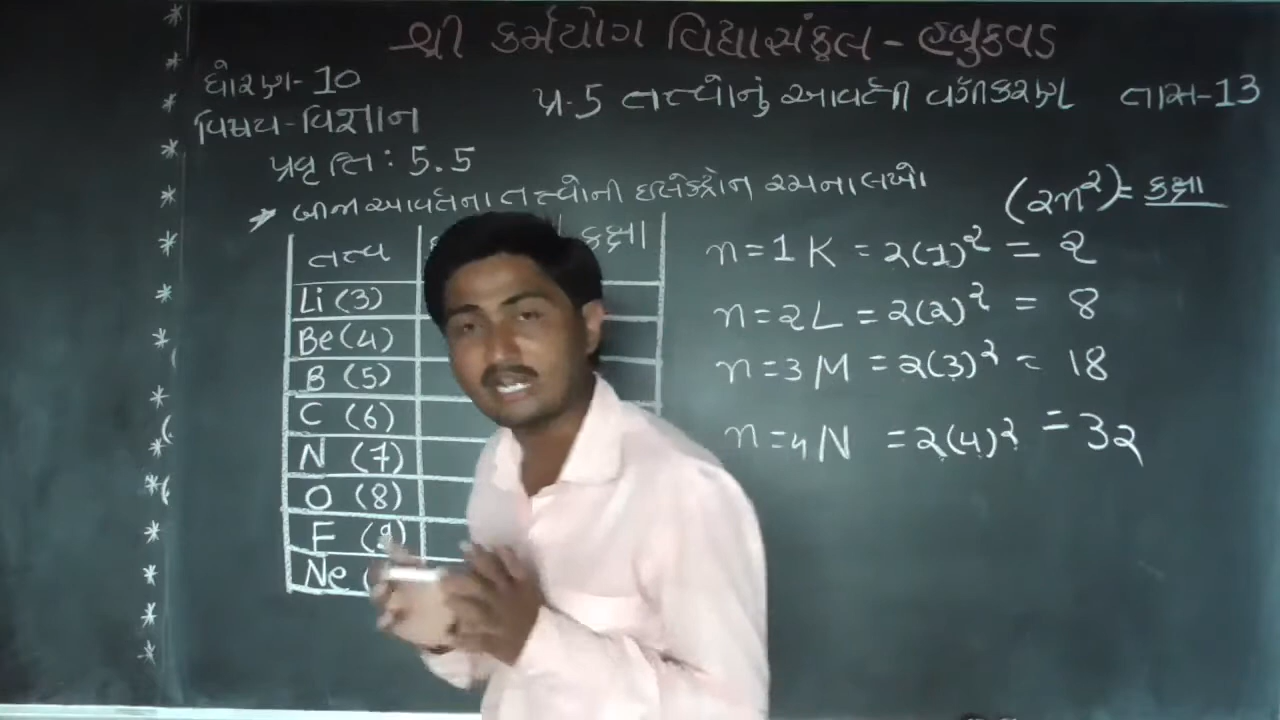 શ્રી કર્મયોગ વિદ્યાસંકુલ - હબુકવડ
ધોરણ-10
પ્ર-5 તત્ત્વોનું આવર્તી વર્ગીકરણ તાસ-13
વિષય-વિજ્ઞાન
પ્રવૃત્તિ: 5.5
બીજા આવર્તના તત્ત્વોની ઇલેક્ટ્રોન રચના લખો
(2n²)= કક્ષા
તત્ત્વ
કક્ષા
Li (3)
Be (4)
B (5)
C (6)
N (7)
O (8)
F (9)
Ne (
n=1 K = 2(1)² = 2
n=2 L = 2(2)² = 8
n=3 M = 2(3)² = 18
n=4 N = 2(4)² = 32